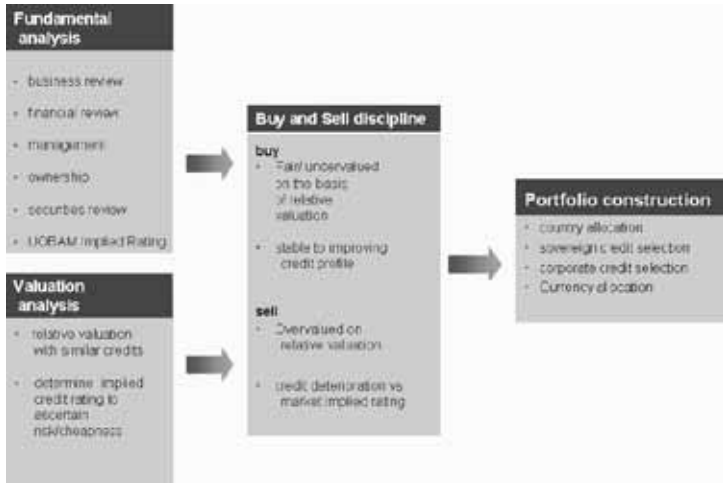 Fundamental
analysis
• business review
• financial review
• management
• ownership
• securities review
• UOBAM Implied Rating
Valuation
analysis
• relative valuation
with similar credits
• determine implied
credit rating to
ascertain
risk/cheapness
Buy and Sell discipline
buy
• Fair/ undervalued
on the basis
of relative
valuation
• stable to improving
credit profile
sell
• Overvalued on
relative valuation
• credit deterioration vs
market implied rating
Portfolio construction
• country allocation
• sovereign credit selection
• corporate credit selection
• Currency allocation